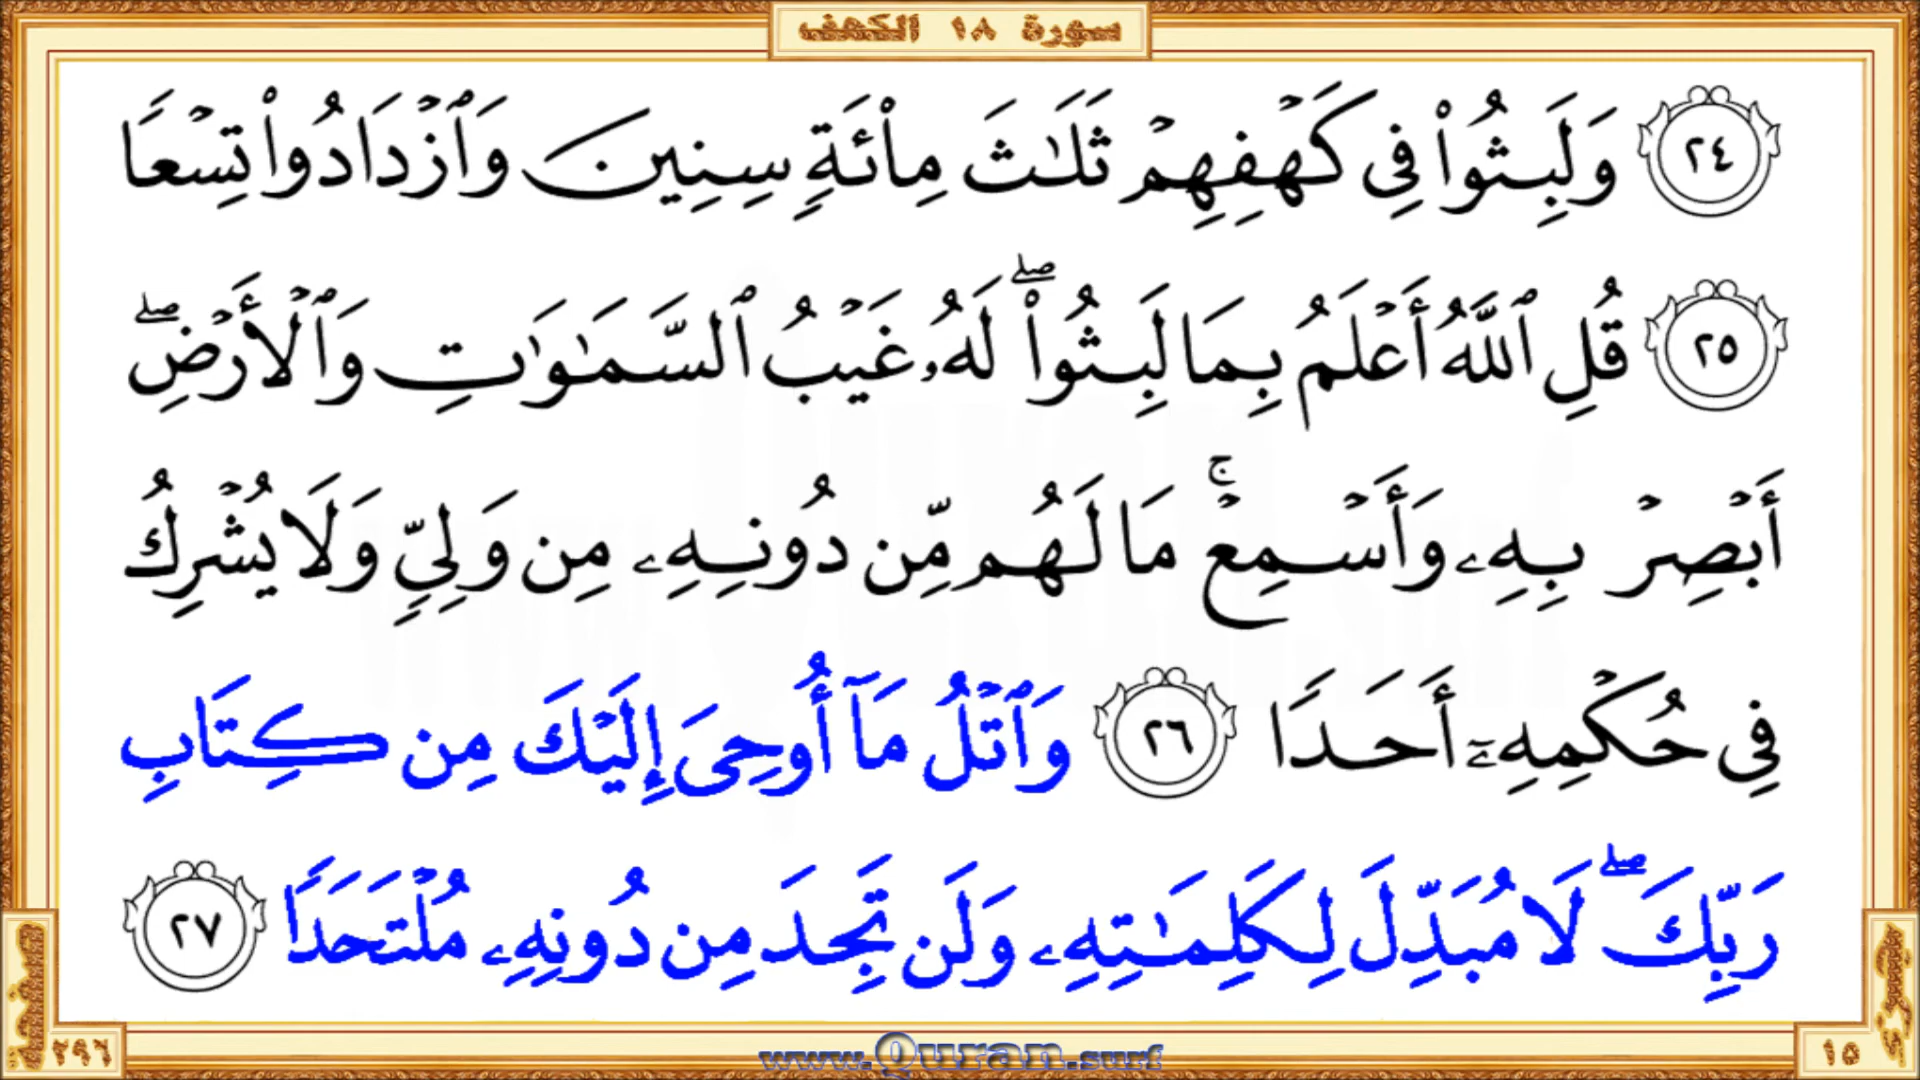 سورة ١٨ الكهف
٢٤ وَلَبِثُوا۟ فِى كَهْفِهِمْ ثَلَـٰثَ مِا۟ئَةٍ سِنِينَ وَٱزْدَادُوا۟ تِسْعًا
٢٥ قُلِ ٱللَّهُ أَعْلَمُ بِمَا لَبِثُوا۟ ۖ لَهُۥ غَيْبُ ٱلسَّمَـٰوَٰتِ وَٱلْأَرْضِ ۖ
أَبْصِرْ بِهِۦ وَأَسْمِعْ ۚ مَا لَهُم مِّن دُونِهِۦ مِن وَلِىٍّ وَلَا يُشْرِكُ
فِى حُكْمِهِۦٓ أَحَدًا ٢٦ وَٱتْلُ مَآ أُوحِىَ إِلَيْكَ مِن كِتَابِ
رَبِّكَ ۖ لَا مُبَدِّلَ لِكَلِمَـٰتِهِۦ وَلَن تَجِدَ مِن دُونِهِۦ مُلْتَحَدًا ٢٧
صفحة ٢٩٦
www.Quran.surf
١٥